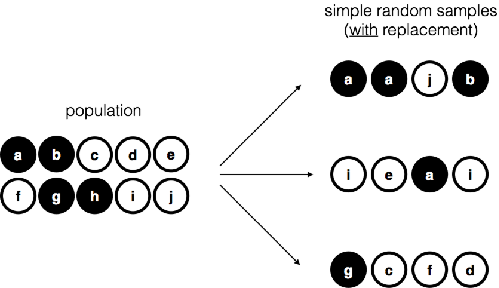 simple random samples
(with replacement)
a a j b
population
a b c d e
i e a i
f g h i j
g c f d